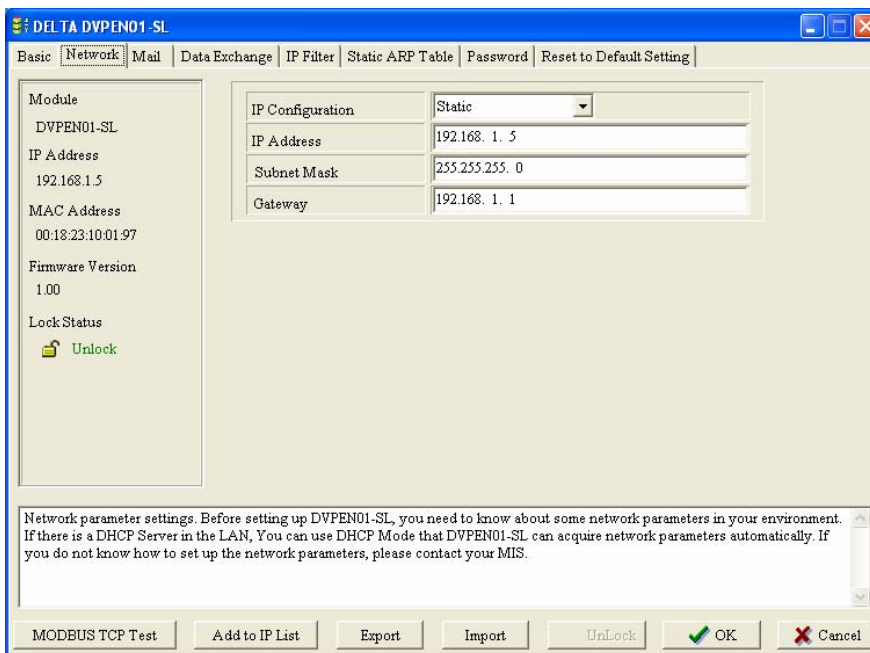 DELTA DVPEN01-SL
Basic Network Mail Data Exchange IP Filter Static ARP Table Password Reset to Default Setting
Module
DVPEN01-SL
IP Address
192.168.1.5
MAC Address
00:18:23:10:01:97
Firmware Version
1.00
Lock Status
Unlock
IP Configuration Static
IP Address 192.168. 1. 5
Subnet Mask 255.255.255. 0
Gateway 192.168. 1. 1
Network parameter settings. Before setting up DVPEN01-SL, you need to know about some network parameters in your environment.
If there is a DHCP Server in the LAN, You can use DHCP Mode that DVPEN01-SL can acquire network parameters automatically. If
you do not know how to set up the network parameters, please contact your MIS.
MODBUS TCP Test Add to IP List Export Import UnLock OK Cancel